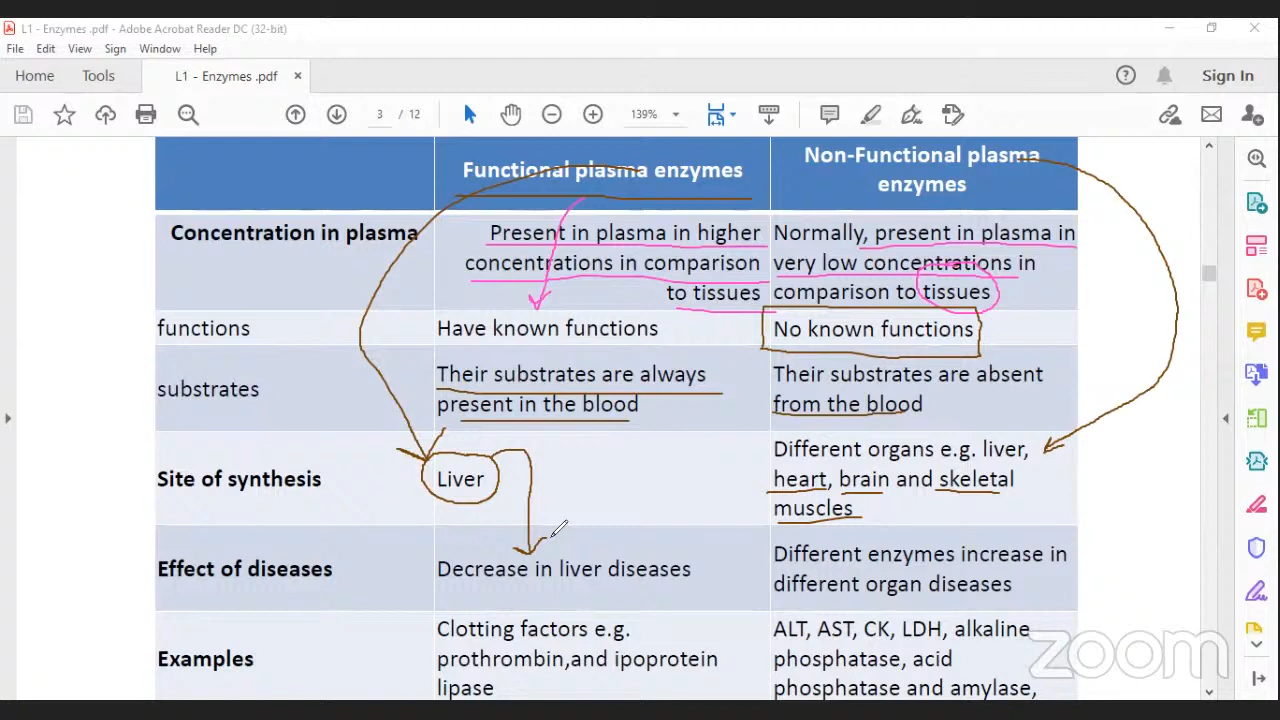 L1 - Enzymes .pdf - Adobe Acrobat Reader DC (32-bit)
File Edit View Sign Window Help
Home Tools L1 - Enzymes .pdf × Sign In
3 / 12 139%
Functional plasma enzymes
Non-Functional plasma
enzymes
Concentration in plasma
Present in plasma in higher
concentrations in comparison
to tissues
Normally, present in plasma in
very low concentrations in
comparison to tissues
functions
Have known functions
No known functions
substrates
Their substrates are always
present in the blood
Their substrates are absent
from the blood
Site of synthesis
Liver
Different organs e.g. liver,
heart, brain and skeletal
muscles
Effect of diseases
Decrease in liver diseases
Different enzymes increase in
different organ diseases
Examples
Clotting factors e.g.
prothrombin,and ipoprotein
lipase
ALT, AST, CK, LDH, alkaline
phosphatase, acid
phosphatase and amylase,
zoom